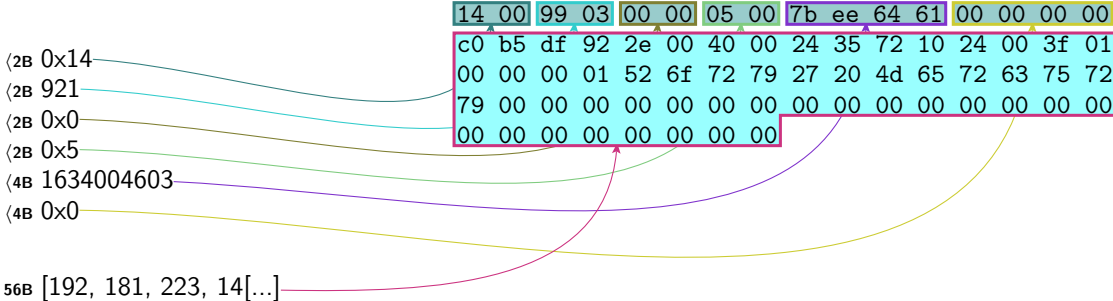 14 00 99 03 00 00 05 00 7b ee 64 61 00 00 00 00
c0 b5 df 92 2e 00 40 00 24 35 72 10 24 00 3f 01
00 00 00 01 52 6f 72 79 27 20 4d 65 72 63 75 72
79 00 00 00 00 00 00 00 00 00 00 00 00 00 00 00
00 00 00 00 00 00 00 00
⟨2B 0x14
⟨2B 921
⟨2B 0x0
⟨2B 0x5
⟨4B 1634004603
⟨4B 0x0
56B [192, 181, 223, 14[...]